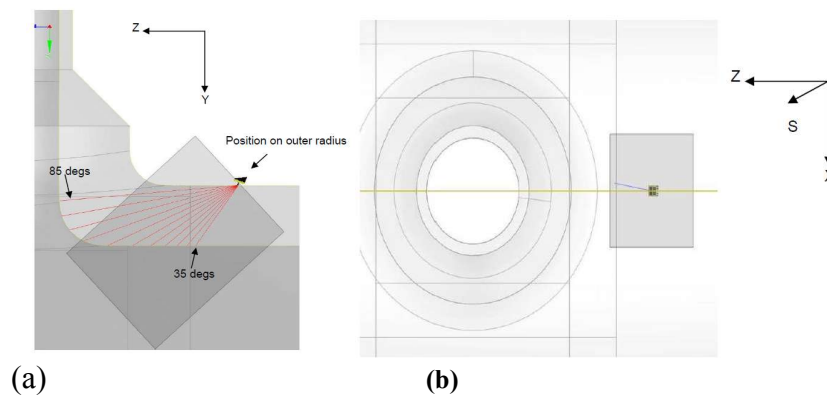 Z
Y
Position on outer radius
85 degs
35 degs
Z
S
X
(a)
(b)